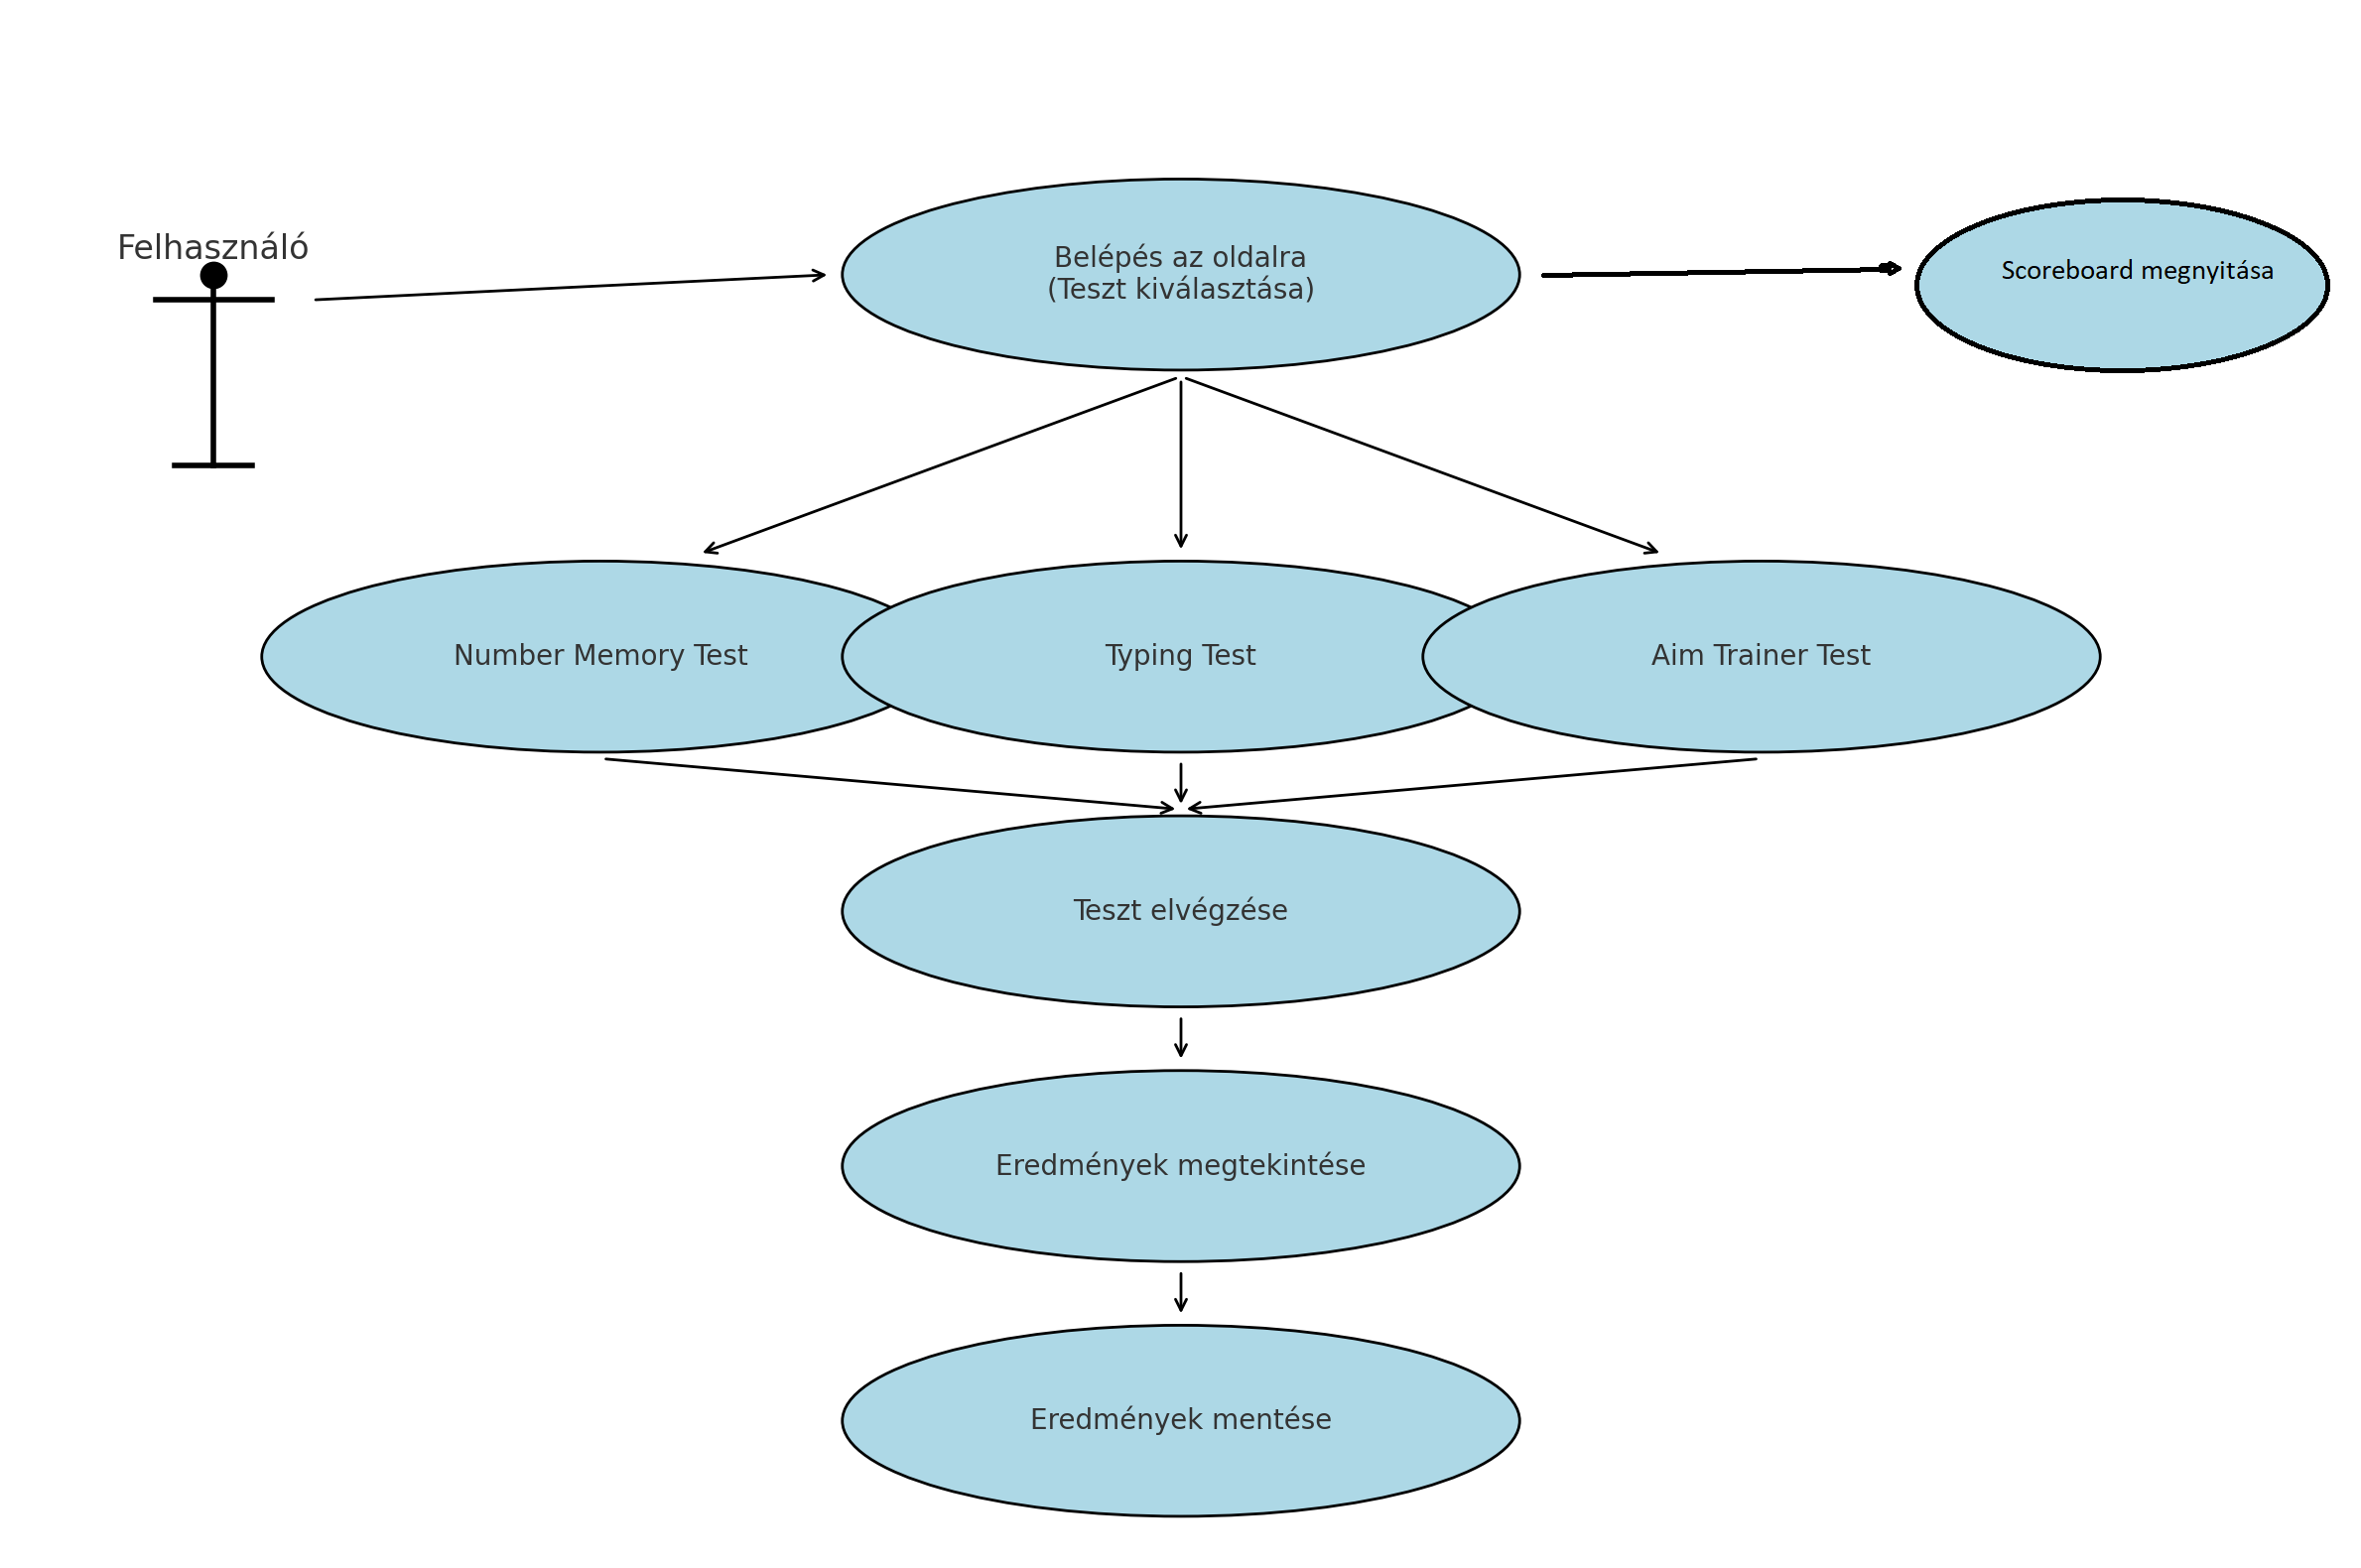 Felhasználó
Belépés az oldalra
(Teszt kiválasztása)
Scoreboard megnyitása
Number Memory Test
Typing Test
Aim Trainer Test
Teszt elvégzése
Eredmények megtekintése
Eredmények mentése